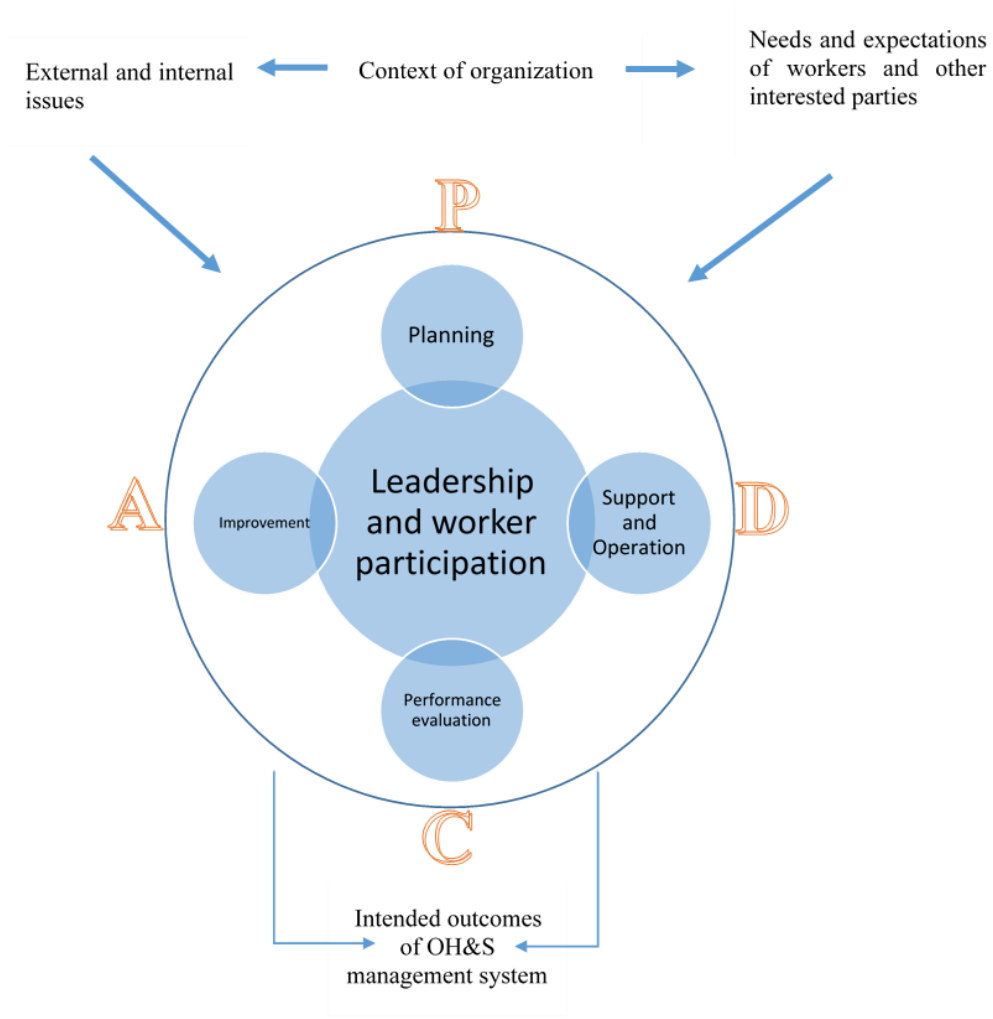 External and internal
issues
Context of organization
Needs and expectations
of workers and other
interested parties
P
Planning
A
Improvement
Leadership
and worker
participation
Support
and
Operation
D
Performance
evaluation
C
Intended outcomes
of OH&S
management system